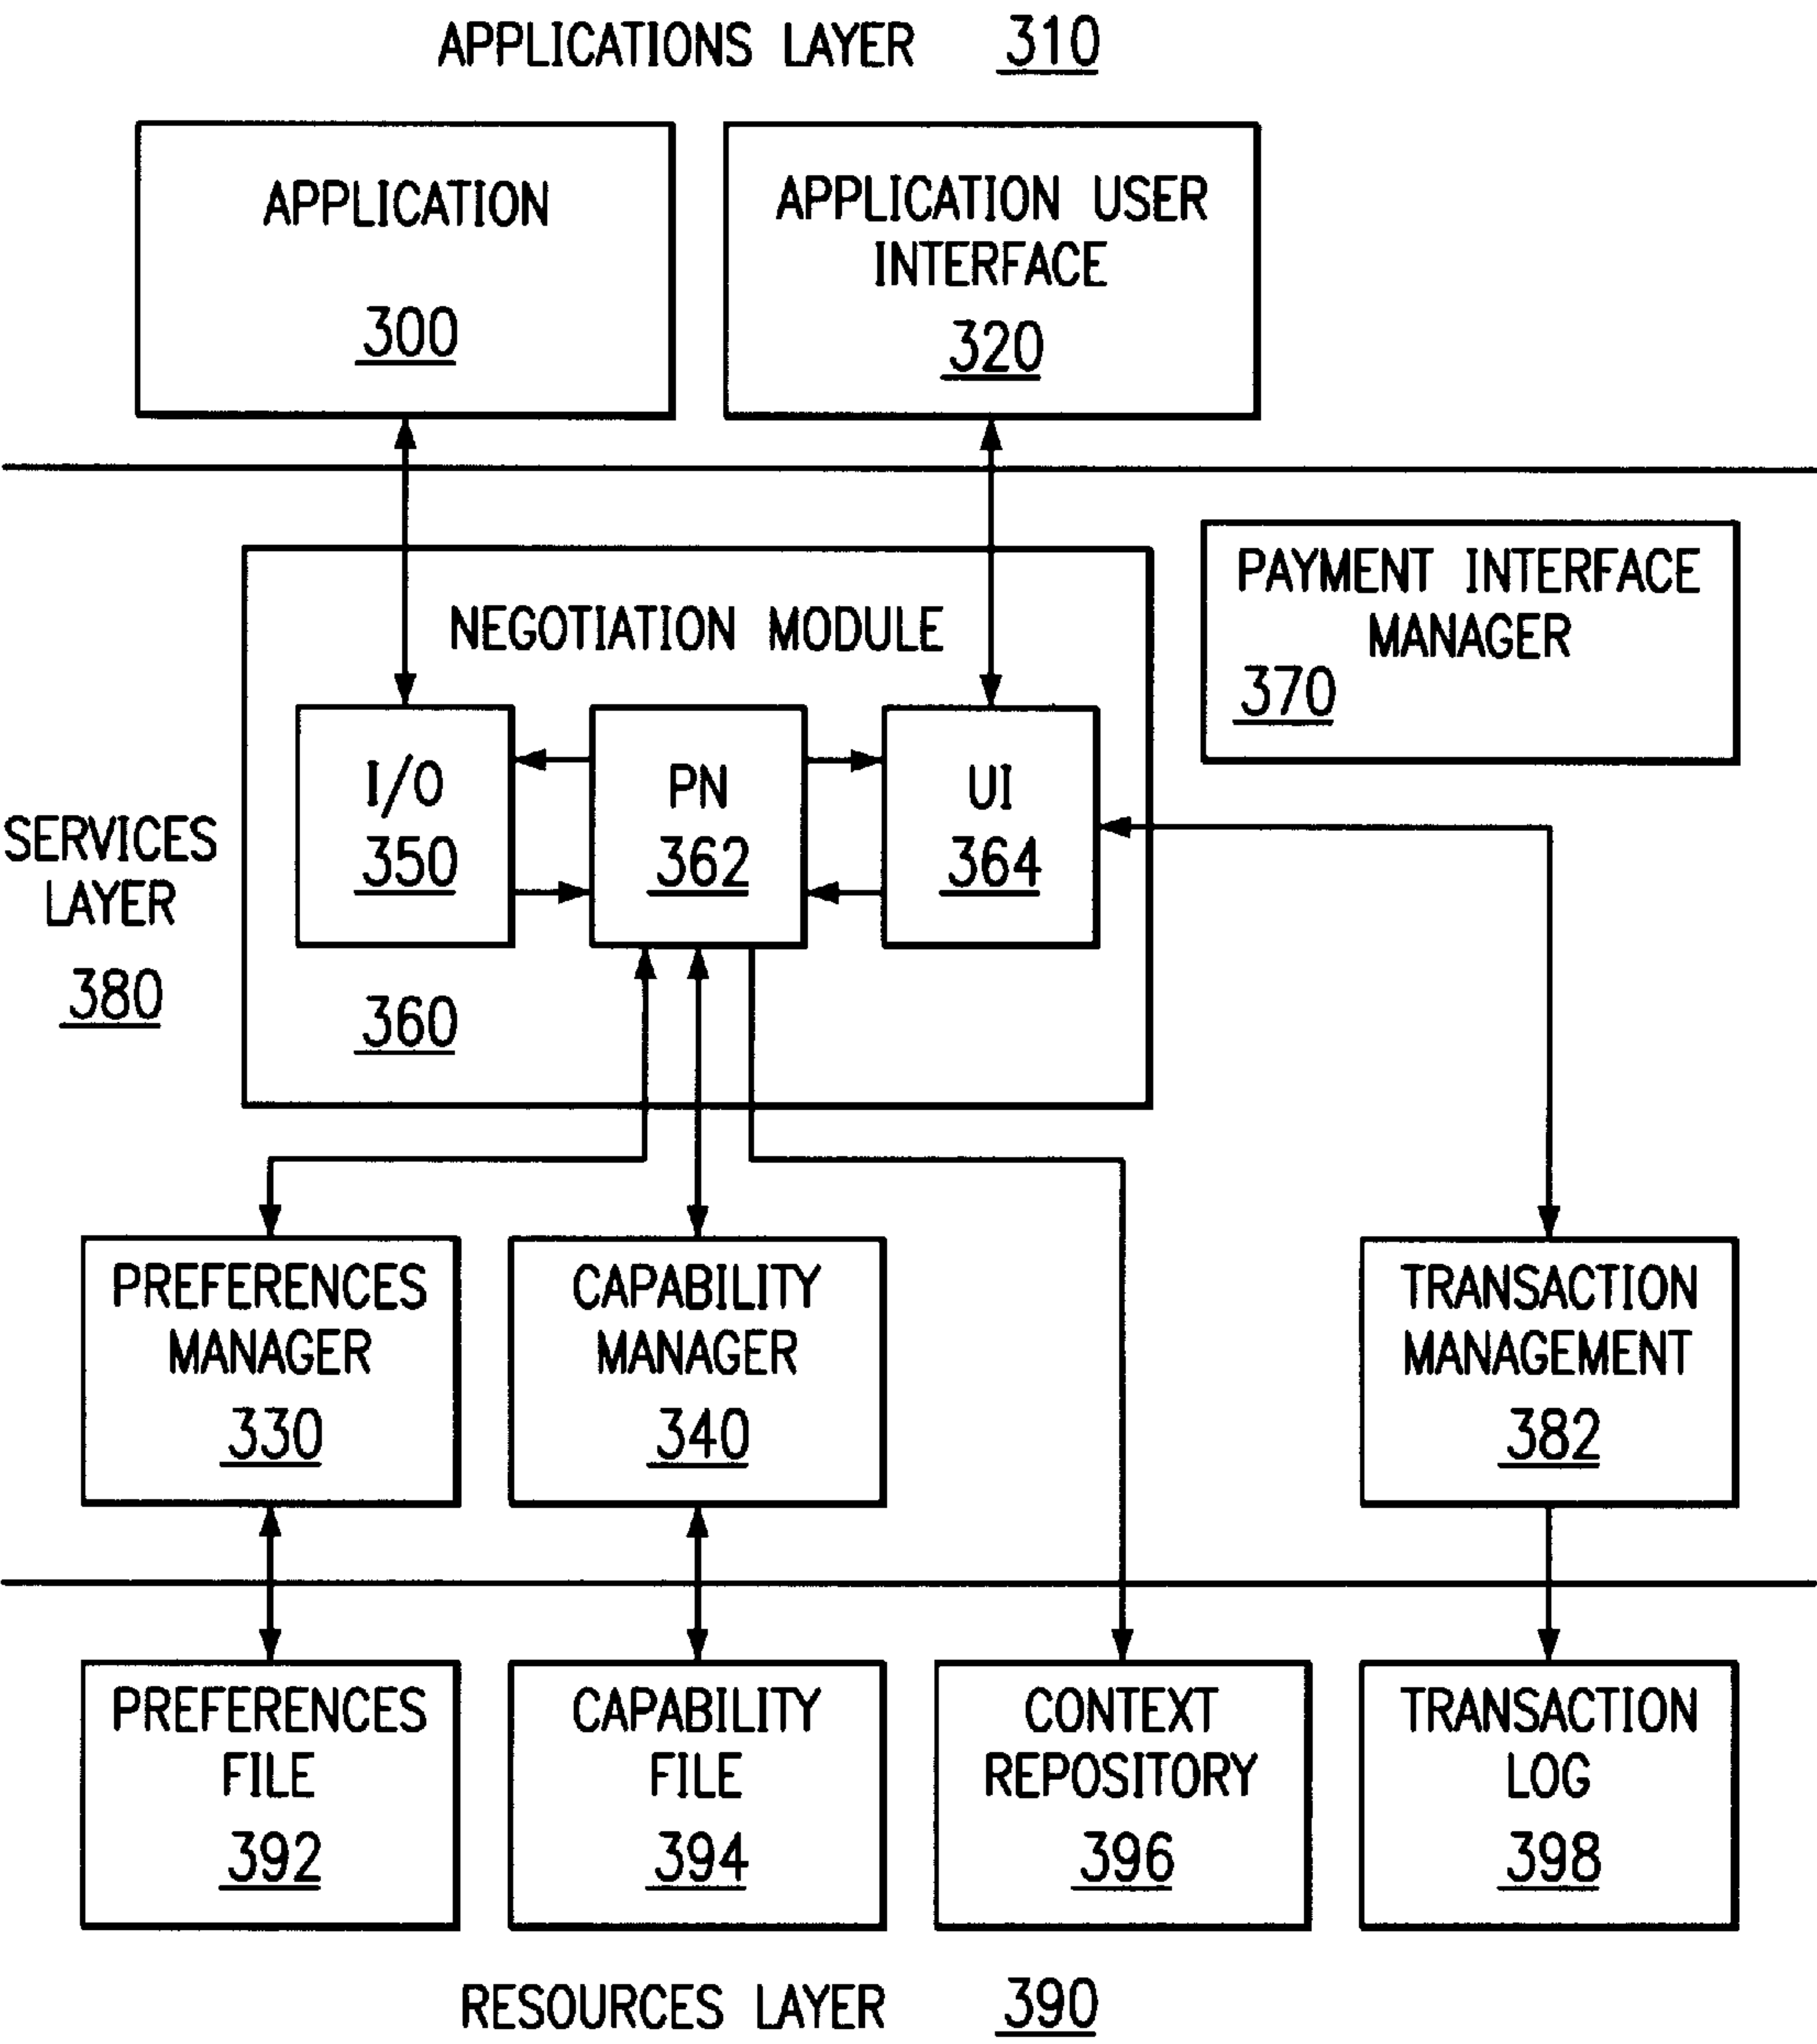 APPLICATIONS LAYER 310
APPLICATION
300
APPLICATION USER
INTERFACE
320
PAYMENT INTERFACE
MANAGER
370
NEGOTIATION MODULE
I/O
350
PN
362
UI
364
360
SERVICES
LAYER
380
PREFERENCES
MANAGER
330
CAPABILITY
MANAGER
340
TRANSACTION
MANAGEMENT
382
PREFERENCES
FILE
392
CAPABILITY
FILE
394
CONTEXT
REPOSITORY
396
TRANSACTION
LOG
398
RESOURCES LAYER 390